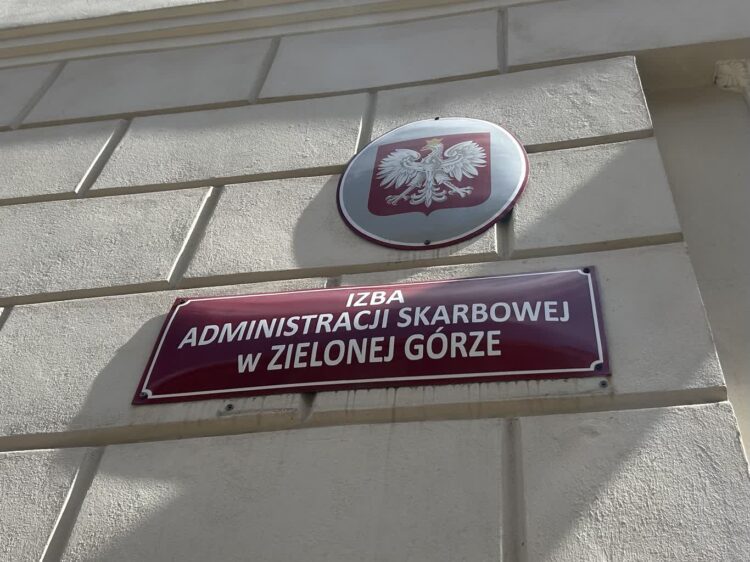 IZBA
ADMINISTRACJI SKARBOWEJ
w ZIELONEJ GÓRZE